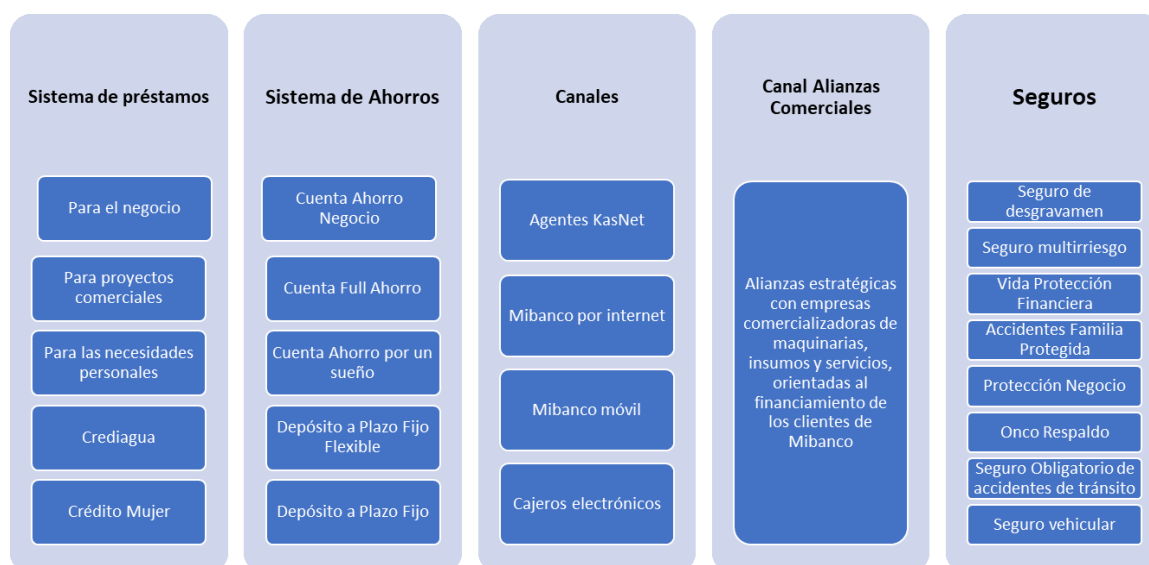 Sistema de préstamos
Para el negocio
Para proyectos
comerciales
Para las necesidades
personales
Crediagua
Crédito Mujer
Sistema de Ahorros
Cuenta Ahorro
Negocio
Cuenta Full Ahorro
Cuenta Ahorro por un
sueño
Depósito a Plazo Fijo
Flexible
Depósito a Plazo Fijo
Canales
Agentes KasNet
Mibanco por internet
Mibanco móvil
Cajeros electrónicos
Canal Alianzas
Comerciales
Alianzas estratégicas
con empresas
comercializadoras de
maquinarias,
insumos y servicios,
orientadas al
financiamiento de
los clientes de
Mibanco
Seguros
Seguro de
desgravamen
Seguro multirriesgo
Vida Protección
Financiera
Accidentes Familia
Protegida
Protección Negocio
Onco Respaldo
Seguro Obligatorio de
accidentes de tránsito
Seguro vehicular